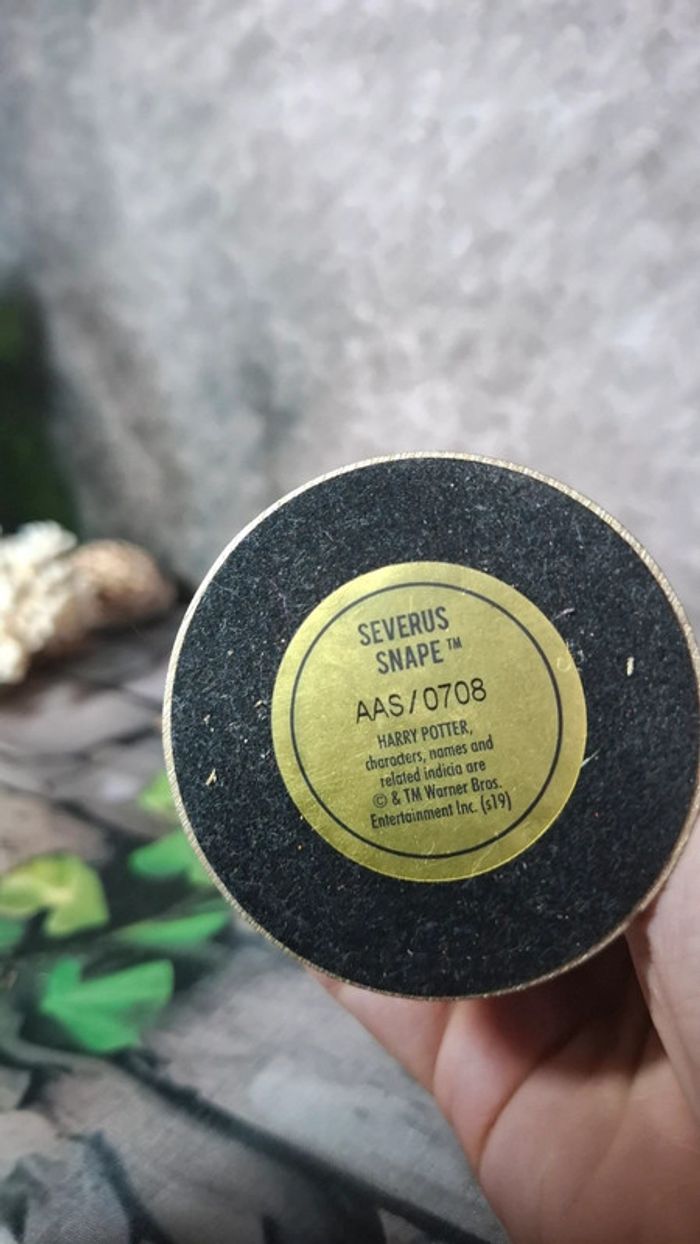 SEVERUS
SNAPE™
AAS/0708
HARRY POTTER,
characters, names and
related indicia are
© & TM Warner Bros.
Entertainment Inc. (s19)